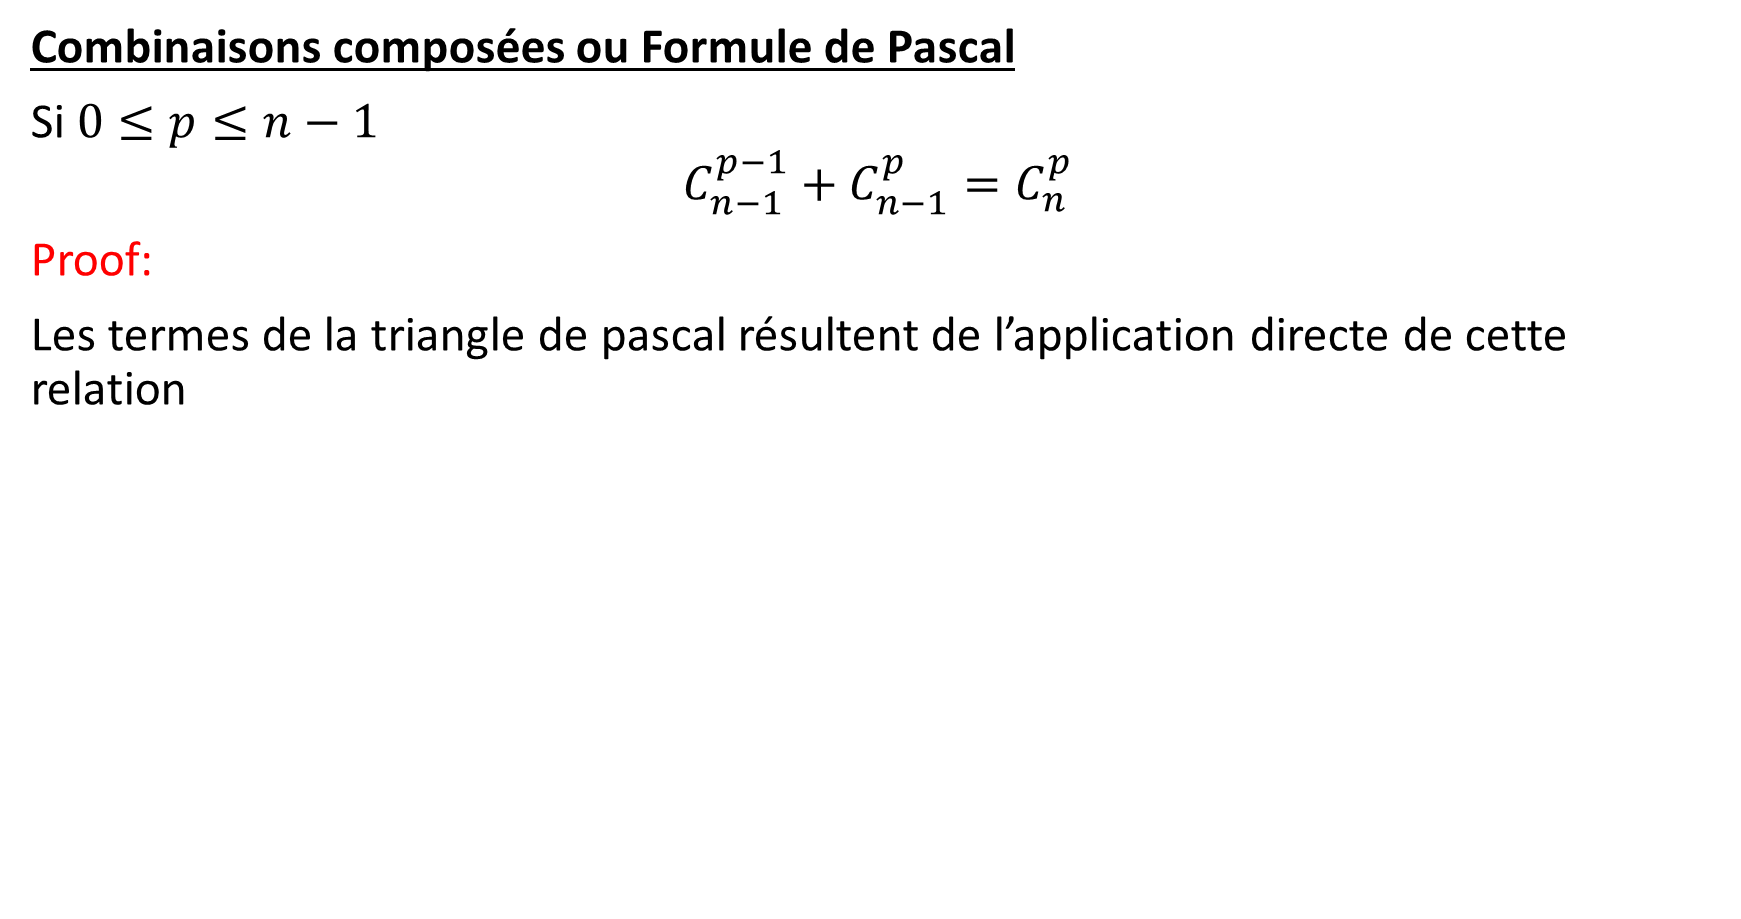 Combinaisons composées ou Formule de Pascal
Si 0 ≤ p ≤ n − 1
C_{n−1}^{p−1} + C_{n−1}^{p} = C_{n}^{p}
Proof:
Les termes de la triangle de pascal résultent de l’application directe de cette
relation